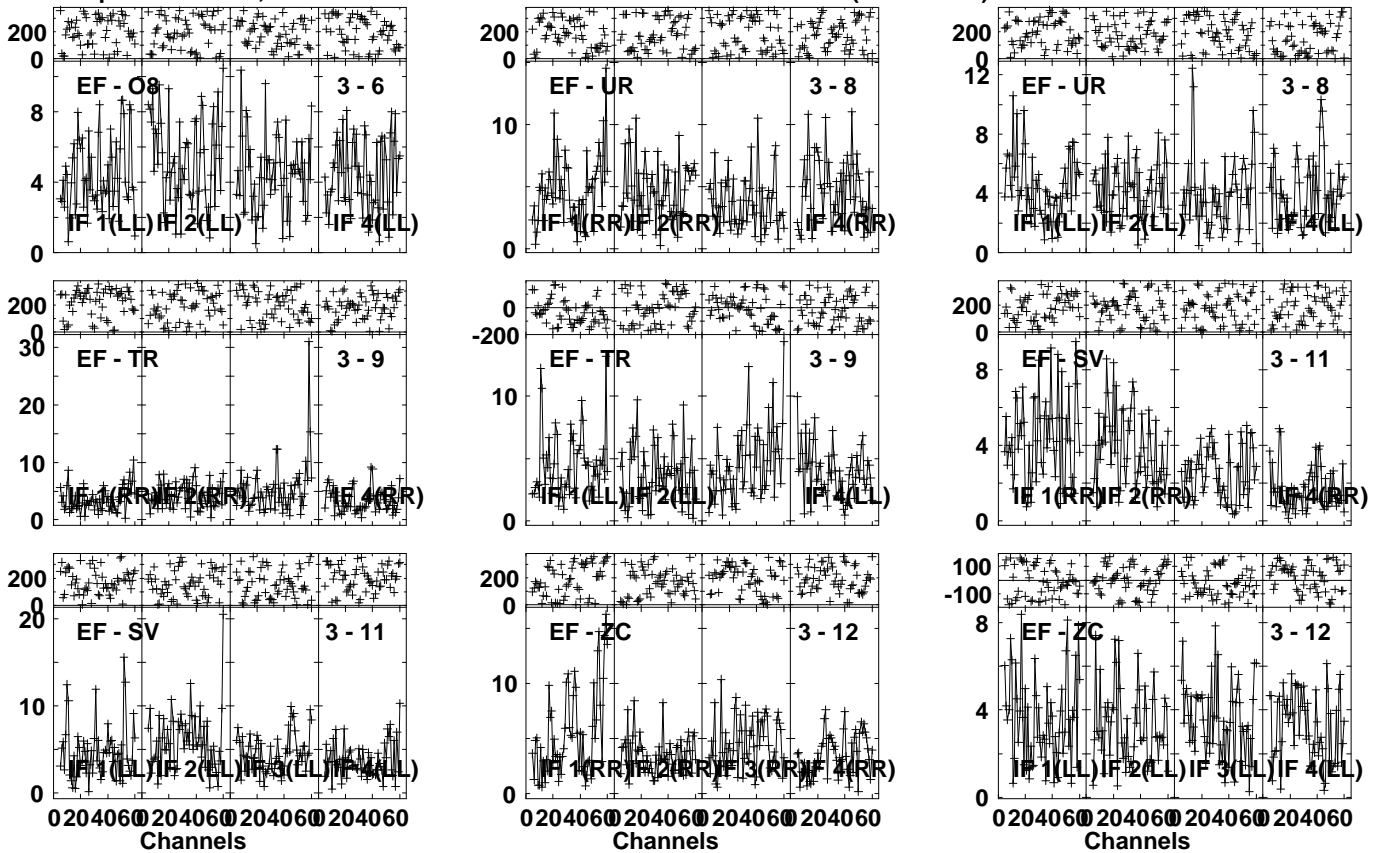 200 200 200
0 0 0
EF - O8 3 - 6 EF - UR 3 - 8 EF - UR 3 - 8
12
8 10 8
4 4
IF 1(LL) IF 2(LL) IF 4(LL) IF 1(RR) IF 2(RR) IF 4(RR) IF 1(LL) IF 2(LL) IF 4(LL)
0 0 0
200 0 200
0 -200 0
30 EF - TR 3 - 9 EF - TR 3 - 9 EF - SV 3 - 11
8
20 10
10 4
IF 1(RR) IF 2(RR) IF 4(RR) IF 1(LL) IF 2(LL) IF 4(LL) IF 1(RR) IF 2(RR) IF 4(RR)
0 0 0
200 200 100
0 0 -100
20 EF - SV 3 - 11 EF - ZC 3 - 12 8 EF - ZC 3 - 12
10 10 4
IF 1(LL) IF 2(LL) IF 3(LL) IF 4(LL) IF 1(RR) IF 2(RR) IF 3(RR) IF 4(RR) IF 1(LL) IF 2(LL) IF 3(LL) IF 4(LL)
0 0 0
0 20 40 60 0 20 40 60 0 20 40 60 0 20 40 60 0 20 40 60 0 20 40 60 0 20 40 60 0 20 40 60 0 20 40 60 0 20 40 60 0 20 40 60 0 20 40 60
Channels Channels Channels